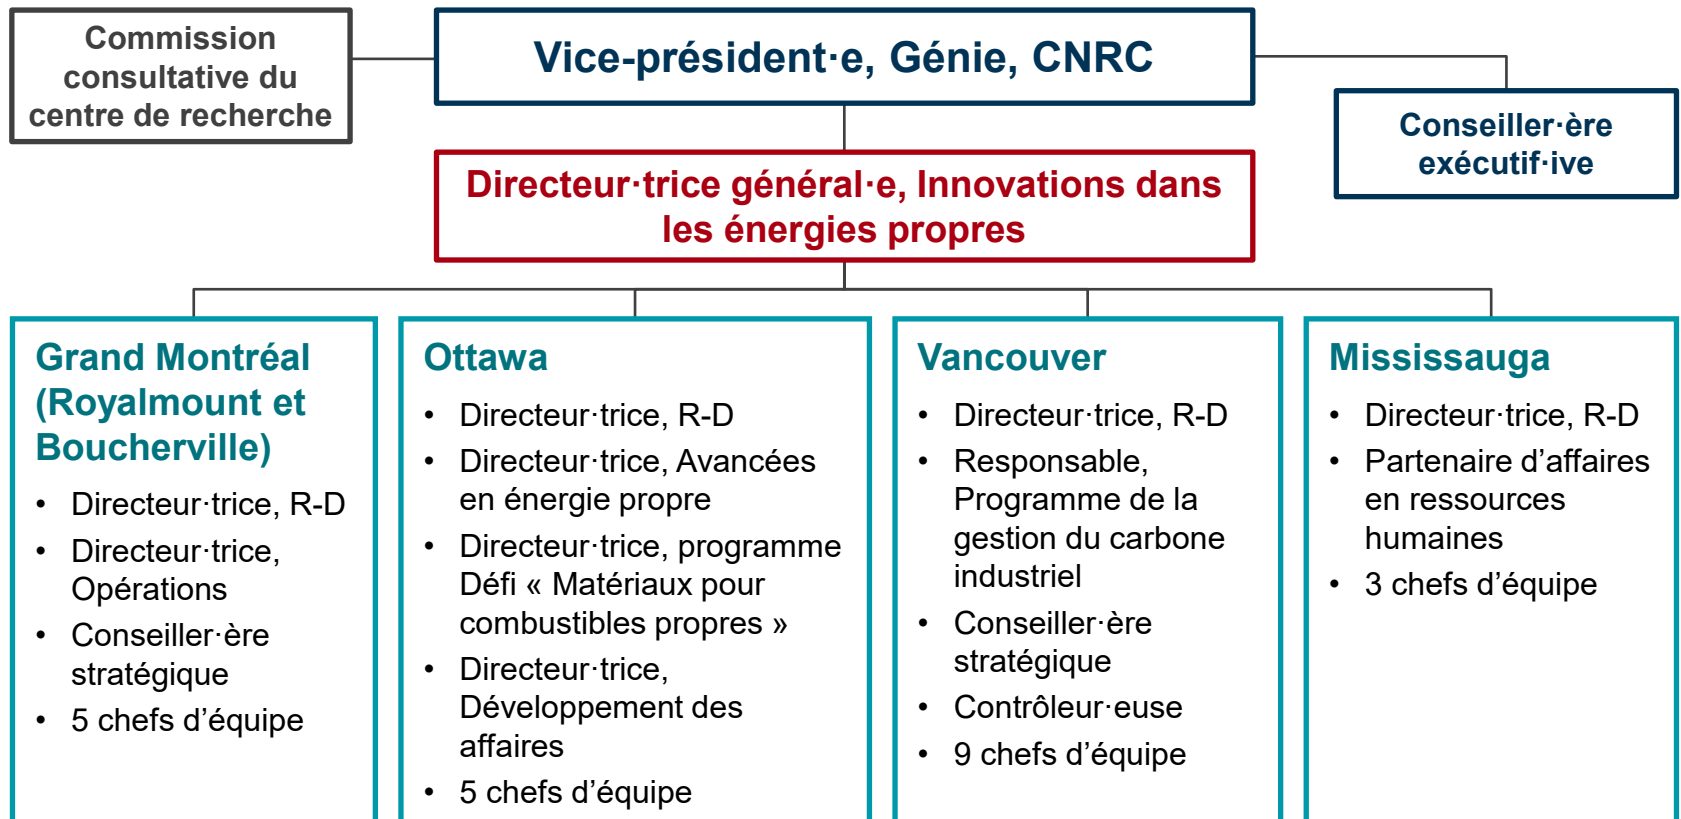 Commission
consultative du
centre de recherche
Vice-président·e, Génie, CNRC
Conseiller·ère
exécutif·ive
Directeur·trice général·e, Innovations dans
les énergies propres
Grand Montréal
(Royalmount et
Boucherville)
• Directeur·trice, R-D
• Directeur·trice,
Opérations
• Conseiller·ère
stratégique
• 5 chefs d’équipe
Ottawa
• Directeur·trice, R-D
• Directeur·trice, Avancées
en énergie propre
• Directeur·trice, programme
Défi « Matériaux pour
combustibles propres »
• Directeur·trice,
Développement des
affaires
• 5 chefs d’équipe
Vancouver
• Directeur·trice, R-D
• Responsable,
Programme de la
gestion du carbone
industriel
• Conseiller·ère
stratégique
• Contrôleur·euse
• 9 chefs d’équipe
Mississauga
• Directeur·trice, R-D
• Partenaire d’affaires
en ressources
humaines
• 3 chefs d’équipe